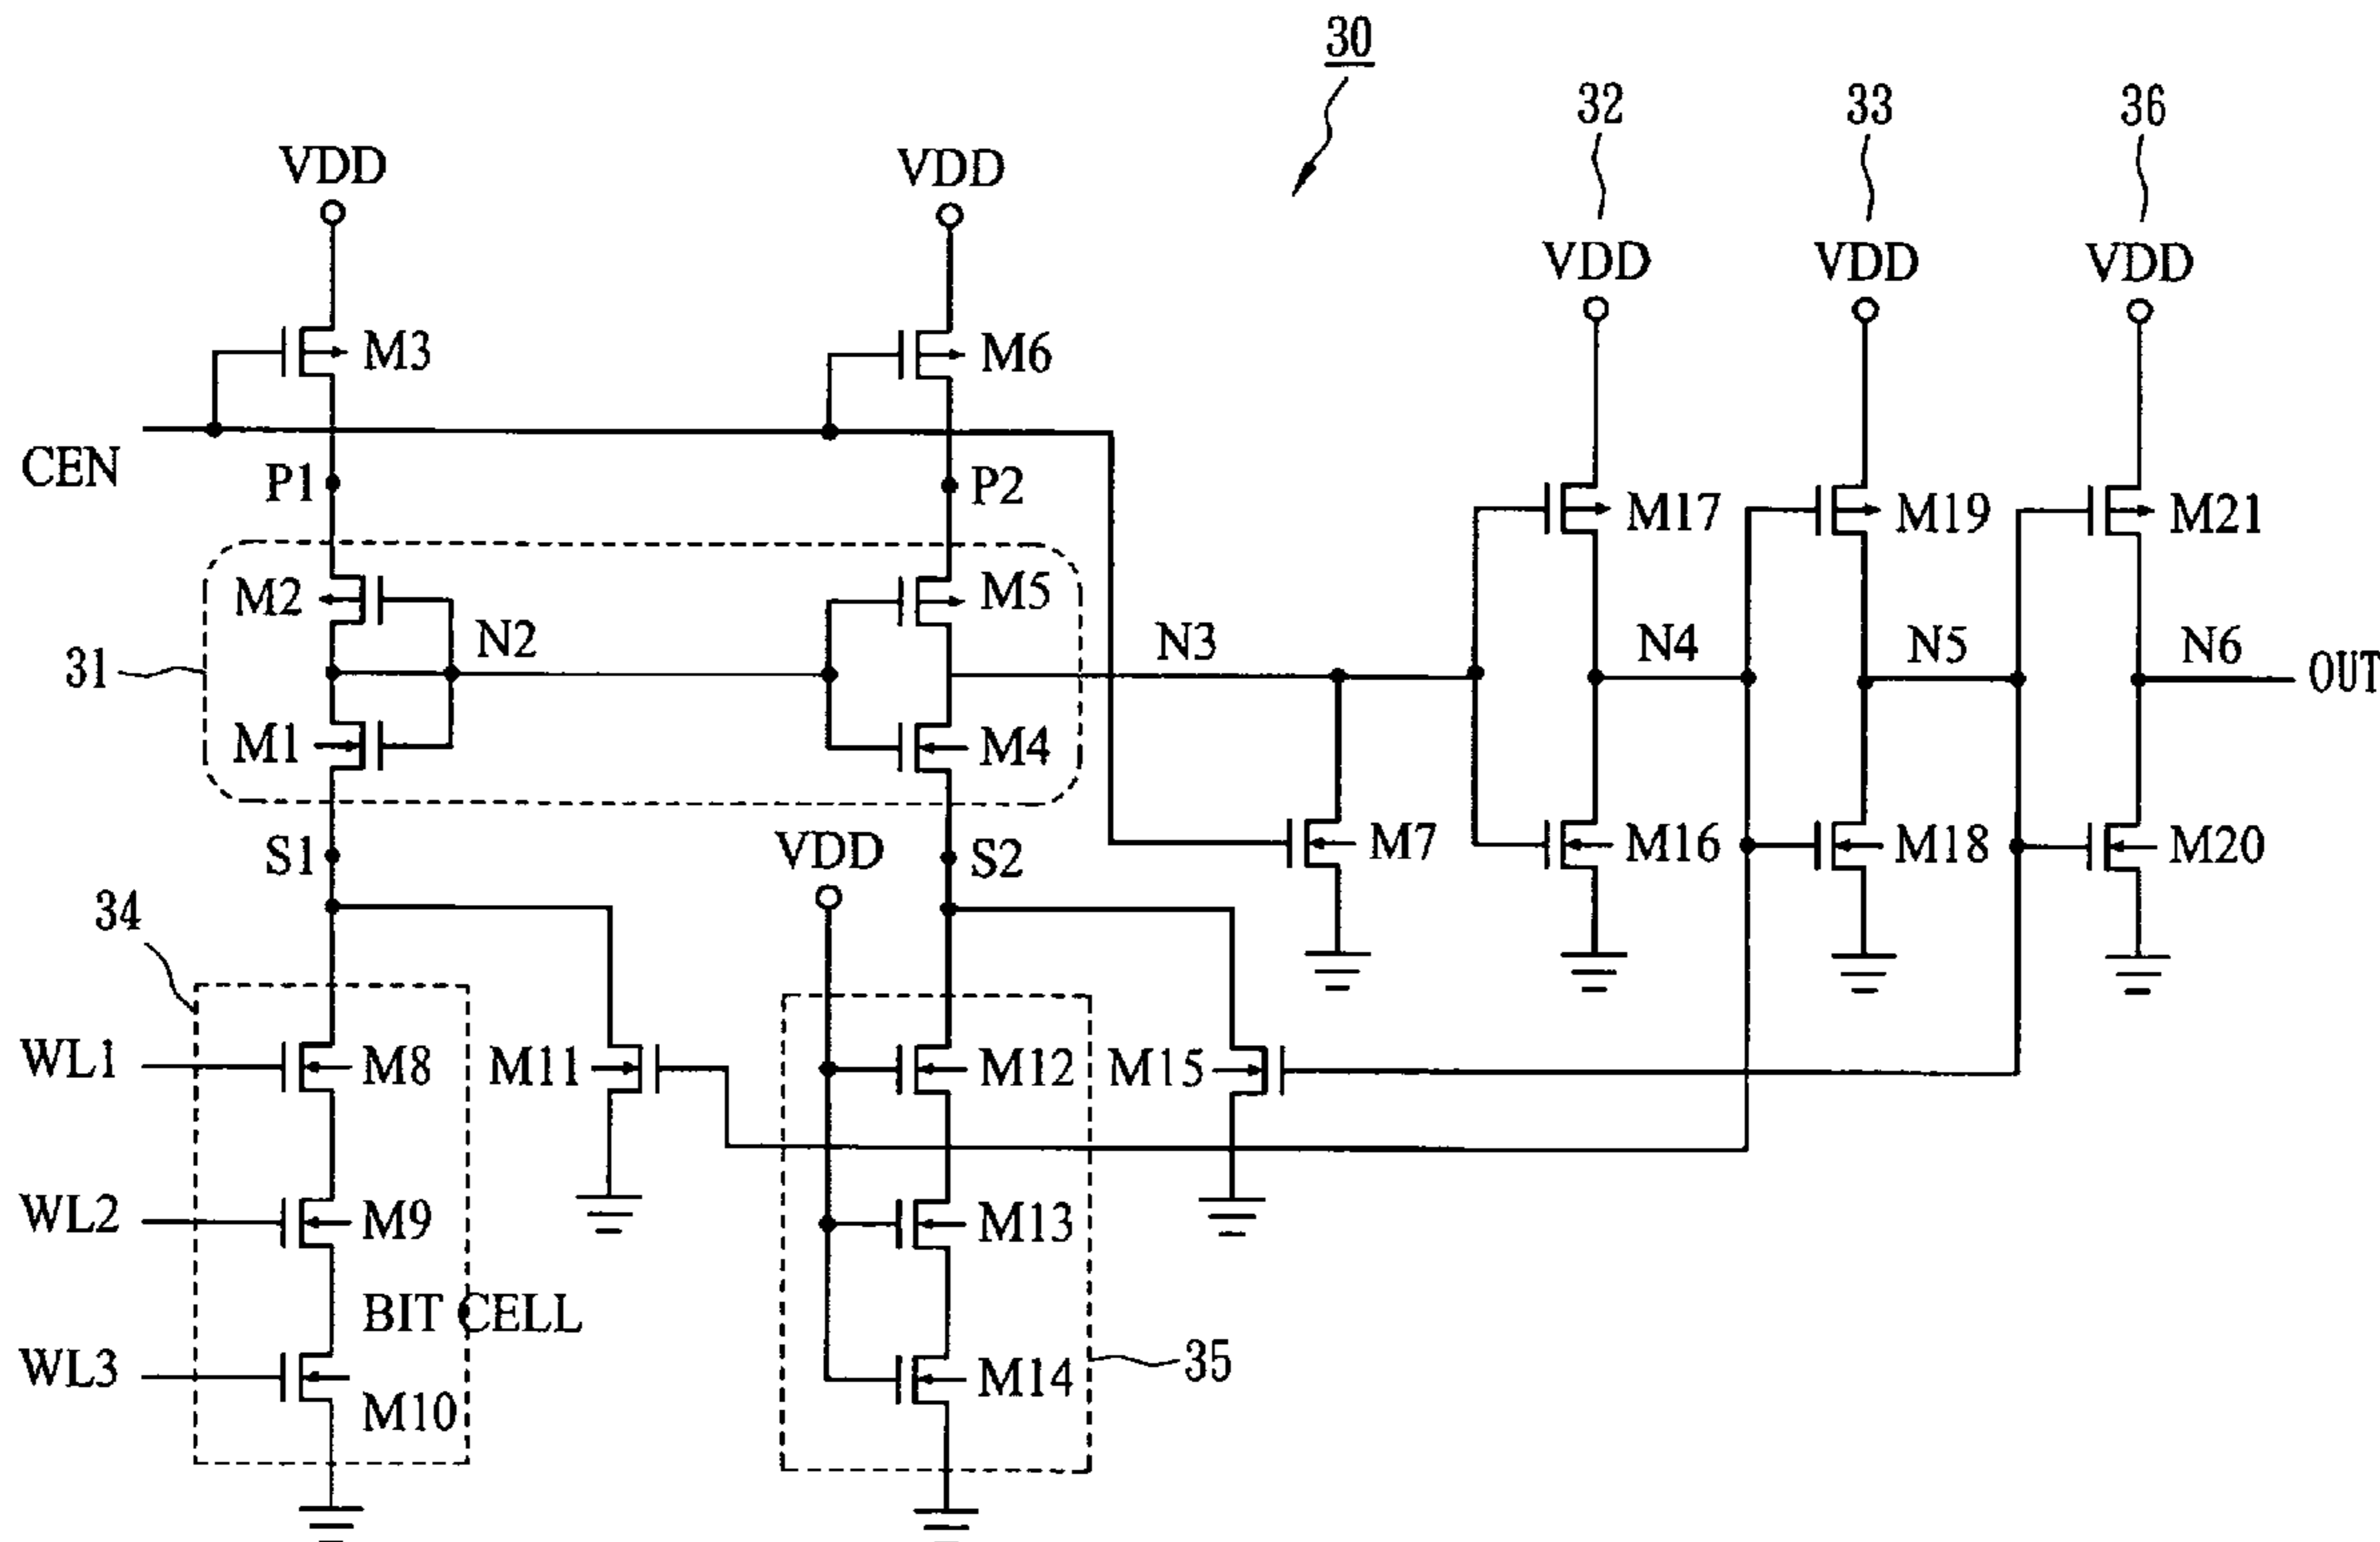 30
32
33
36
VDD
VDD
VDD
VDD
VDD
M3
M6
CEN
P1
P2
M17
M19
M21
M2
M5
N2
N3
N4
N5
N6
OUT
31
M1
M4
S1
VDD
S2
M7
M16
M18
M20
34
WL1
M8
M11
M12
M15
WL2
M9
M13
BIT CELL
WL3
M14
35
M10